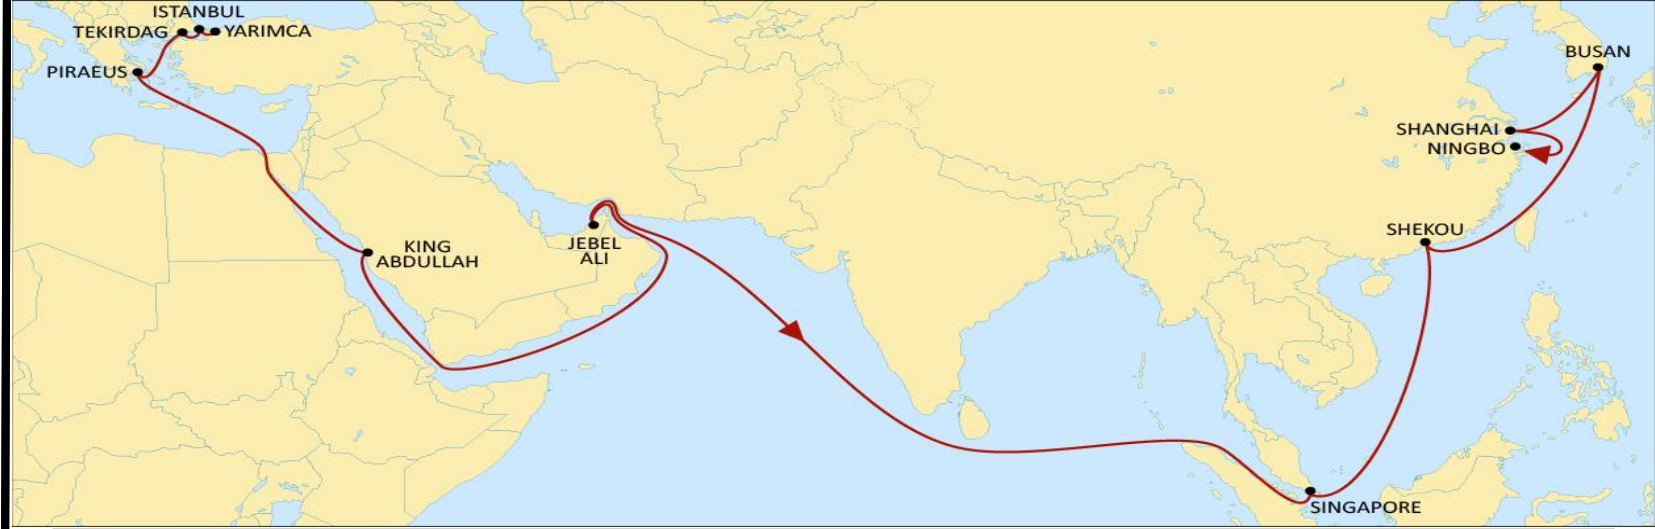 ISTANBUL
TEKIRDAG
YARIMCA
PIRAEUS
BUSAN
SHANGHAI
NINGBO
SHEKOU
KING
ABDULLAH
JEBEL
ALI
SINGAPORE